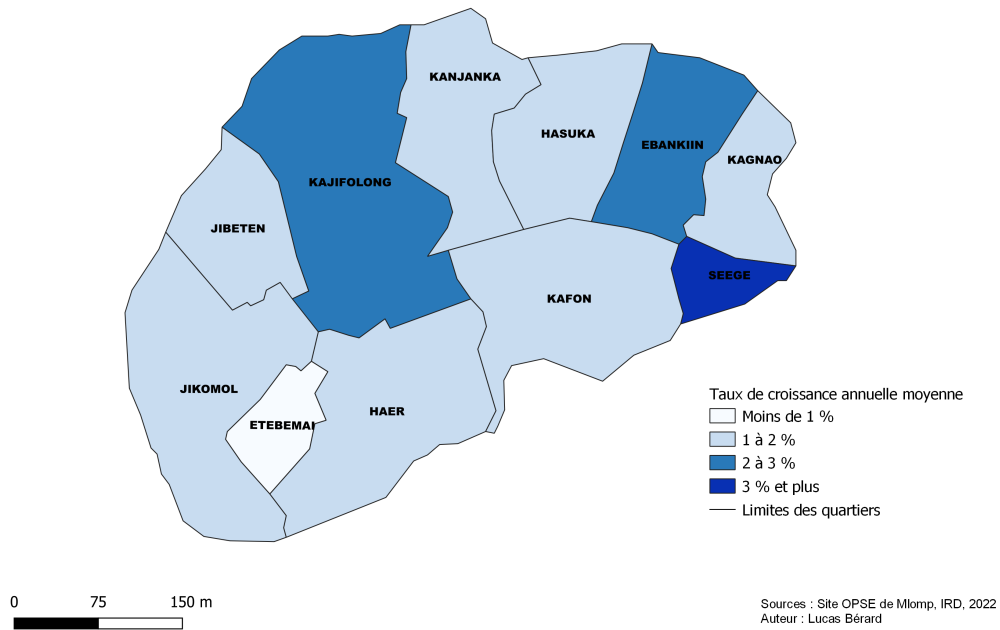 KANJANKA
HASUKA
EBANKIIN
KAGNAO
KAJIFOLONG
JIBETEN
SEEGE
KAFON
JIKOMOL
HAER
ETEBEMAI
Taux de croissance annuelle moyenne
Moins de 1 %
1 à 2 %
2 à 3 %
3 % et plus
Limites des quartiers
0 75 150 m
Sources : Site OPSE de Mlomp, IRD, 2022
Auteur : Lucas Bérard